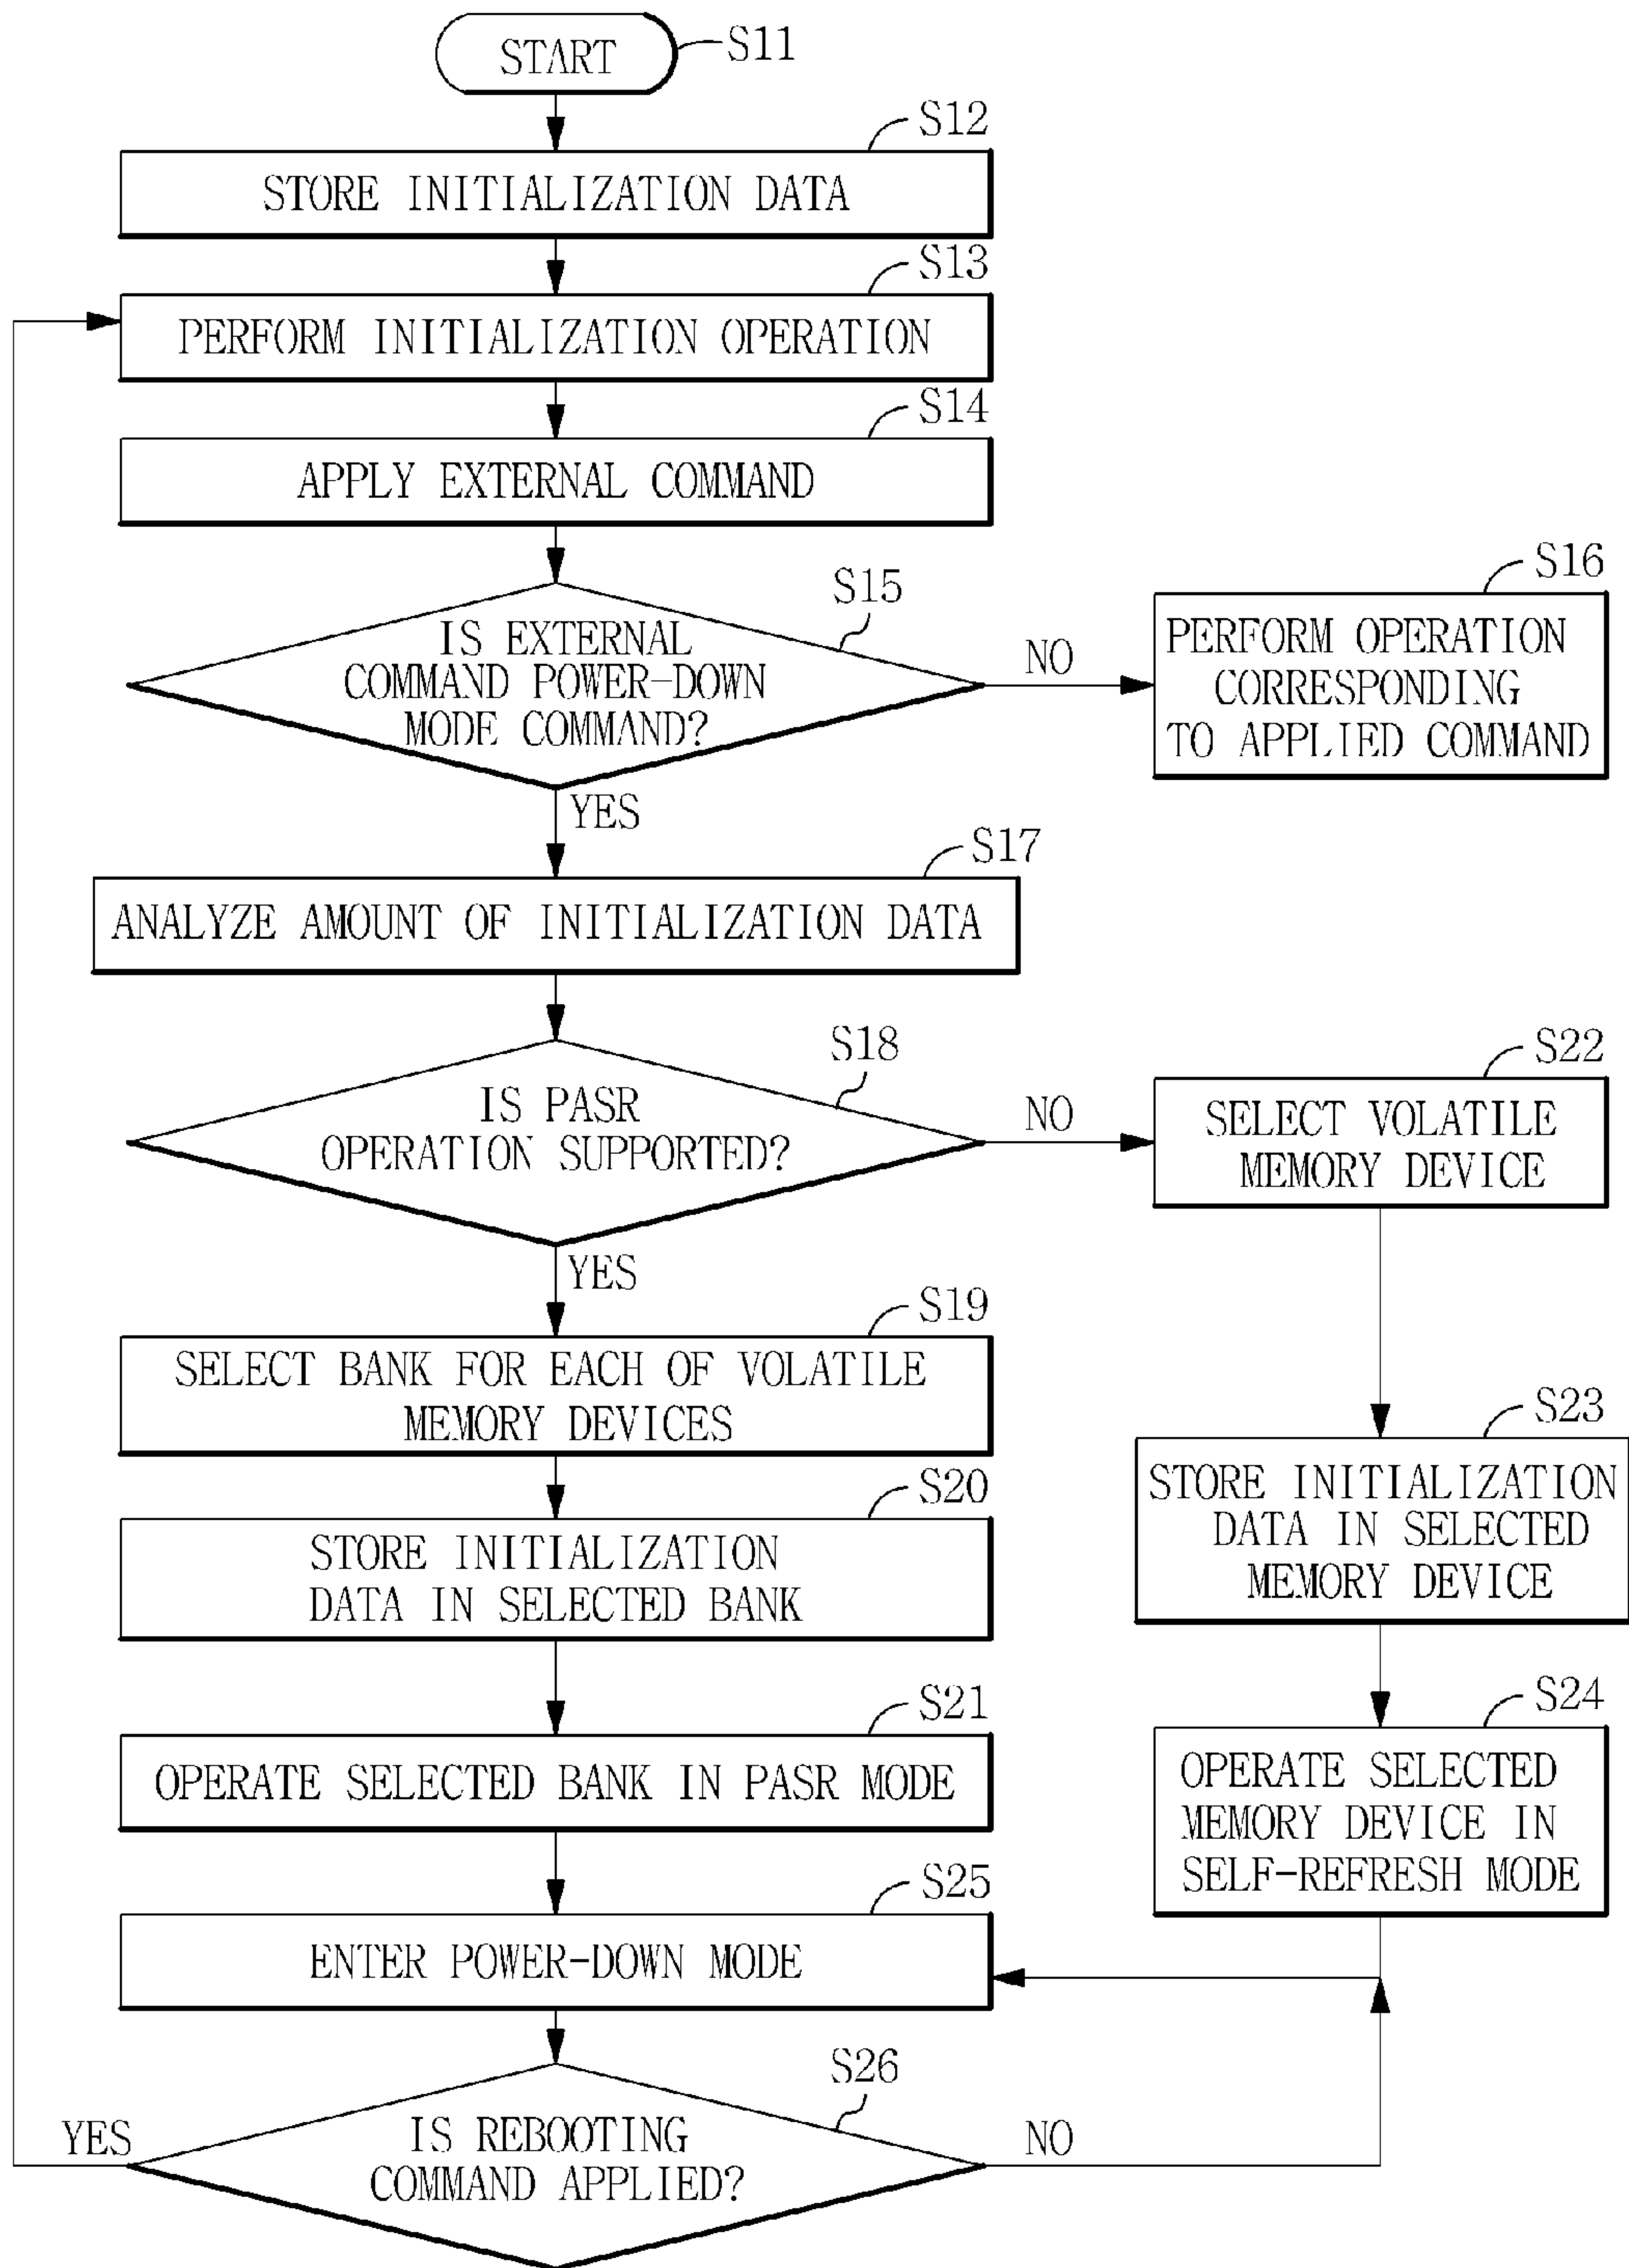 START
S11
S12
STORE INITIALIZATION DATA
S13
PERFORM INITIALIZATION OPERATION
S14
APPLY EXTERNAL COMMAND
S15
IS EXTERNAL
COMMAND POWER-DOWN
MODE COMMAND?
NO
S16
PERFORM OPERATION
CORRESPONDING
TO APPLIED COMMAND
YES
S17
ANALYZE AMOUNT OF INITIALIZATION DATA
S18
IS PASR
OPERATION SUPPORTED?
NO
S22
SELECT VOLATILE
MEMORY DEVICE
YES
S19
SELECT BANK FOR EACH OF VOLATILE
MEMORY DEVICES
S20
STORE INITIALIZATION
DATA IN SELECTED BANK
S23
STORE INITIALIZATION
DATA IN SELECTED
MEMORY DEVICE
S21
OPERATE SELECTED BANK IN PASR MODE
S24
OPERATE SELECTED
MEMORY DEVICE IN
SELF-REFRESH MODE
S25
ENTER POWER-DOWN MODE
S26
IS REBOOTING
COMMAND APPLIED?
YES
NO